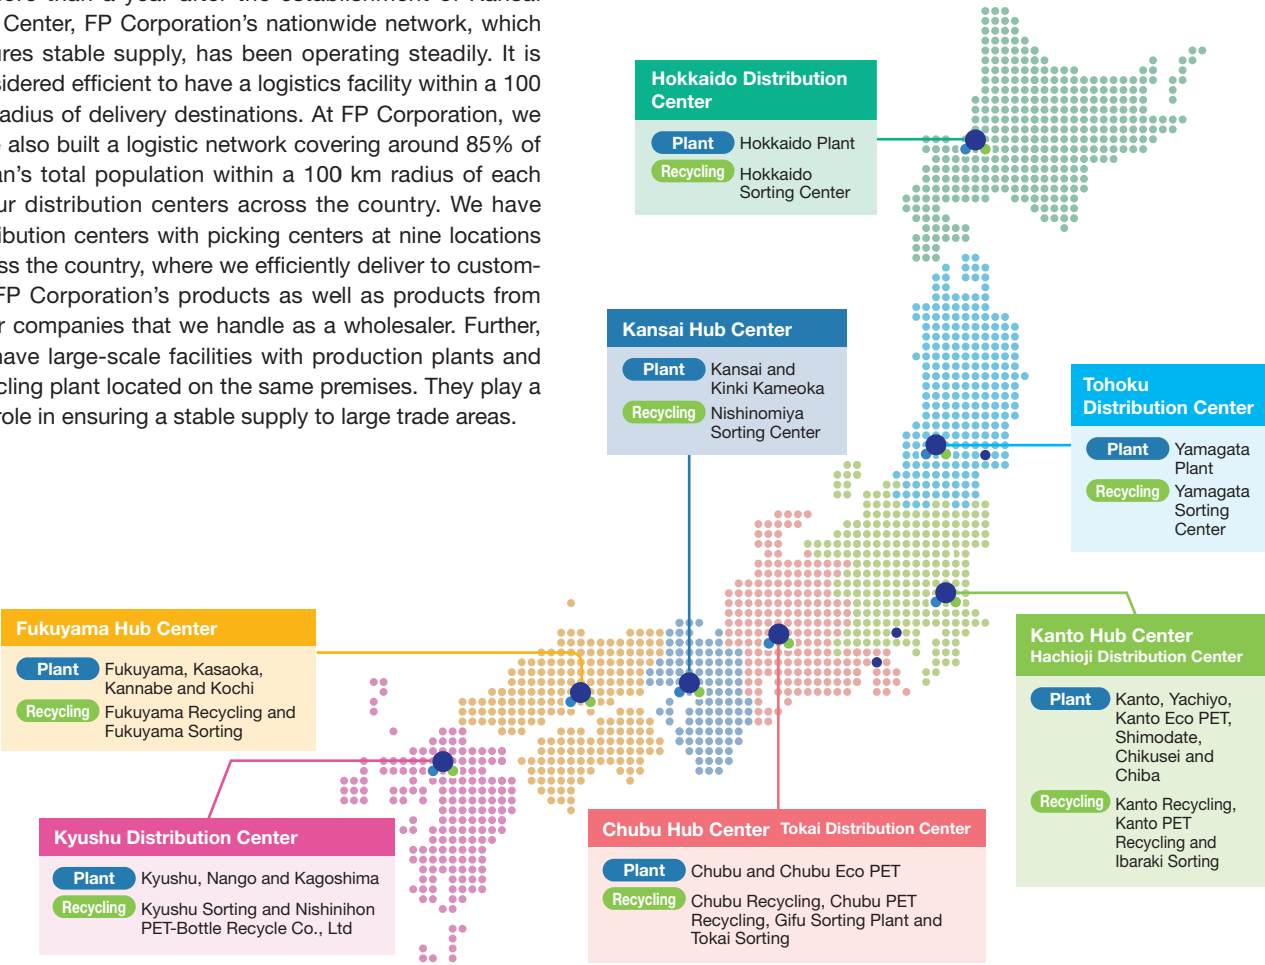 more than a year after the establishment of Kansai
Center, FP Corporation's nationwide network, which
stable supply, has been operating steadily. It is
efficient to have a logistics facility within a 100
radius of delivery destinations. At FP Corporation, we
also built a logistic network covering around 85% of
total population within a 100 km radius of each
distribution centers across the country. We have
centers with picking centers at nine locations
the country, where we efficiently deliver to custom-
FP Corporation's products as well as products from
companies that we handle as a wholesaler. Further,
have large-scale facilities with production plants and
plant located on the same premises. They play a
role in ensuring a stable supply to large trade areas.
Hokkaido Distribution
Center
Plant Hokkaido Plant
Recycling Hokkaido
Sorting Center
Kansai Hub Center
Plant Kansai and
Kinki Kameoka
Recycling Nishinomiya
Sorting Center
Tohoku
Distribution Center
Plant Yamagata
Plant
Recycling Yamagata
Sorting
Center
Fukuyama Hub Center
Plant Fukuyama, Kasaoka,
Kannabe and Kochi
Recycling Fukuyama Recycling and
Fukuyama Sorting
Kanto Hub Center
Hachioji Distribution Center
Plant Kanto, Yachiyo,
Kanto Eco PET,
Shimodate,
Chikusei and
Chiba
Recycling Kanto Recycling,
Kanto PET
Recycling and
Ibaraki Sorting
Kyushu Distribution Center
Plant Kyushu, Nango and Kagoshima
Recycling Kyushu Sorting and Nishinihon
PET-Bottle Recycle Co., Ltd
Chubu Hub Center Tokai Distribution Center
Plant Chubu and Chubu Eco PET
Recycling Chubu Recycling, Chubu PET
Recycling, Gifu Sorting Plant and
Tokai Sorting